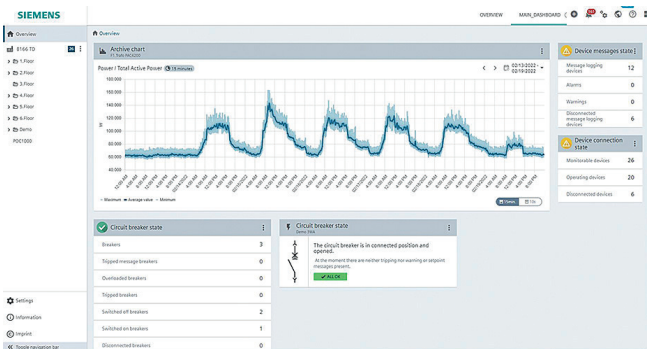 SIEMENS
OVERVIEW
MAIN_DASHBOARD
Overview
8166 TD
1.Floor
2.Floor
3.Floor
4.Floor
5.Floor
6.Floor
Demo
POC1000
Settings
Information
Imprint
Toggle navigation bar
Overview
Archive chart
Power / Total Active Power
15 minutes
02/13/2022 -
02/19/2022
160.000
140.000
120.000
100.000
80.000
60.000
40.000
Maximum
Average value
Minimum
15min
Circuit breaker state
Breakers 3
Tripped message breakers 0
Overloaded breakers 0
Tripped breakers 0
Switched off breakers 2
Switched on breakers 1
Disconnected breakers 0
Circuit breaker state
The circuit breaker is in connected position and
opened.
At the moment there are neither tripping nor warning or setpoint
messages present.
ALL OK
Device messages state
Message logging
devices 12
Alarms 0
Warnings 0
Disconnected
message logging
devices 6
Device connection
state
Monitorable devices 26
Operating devices 20
Disconnected devices 6